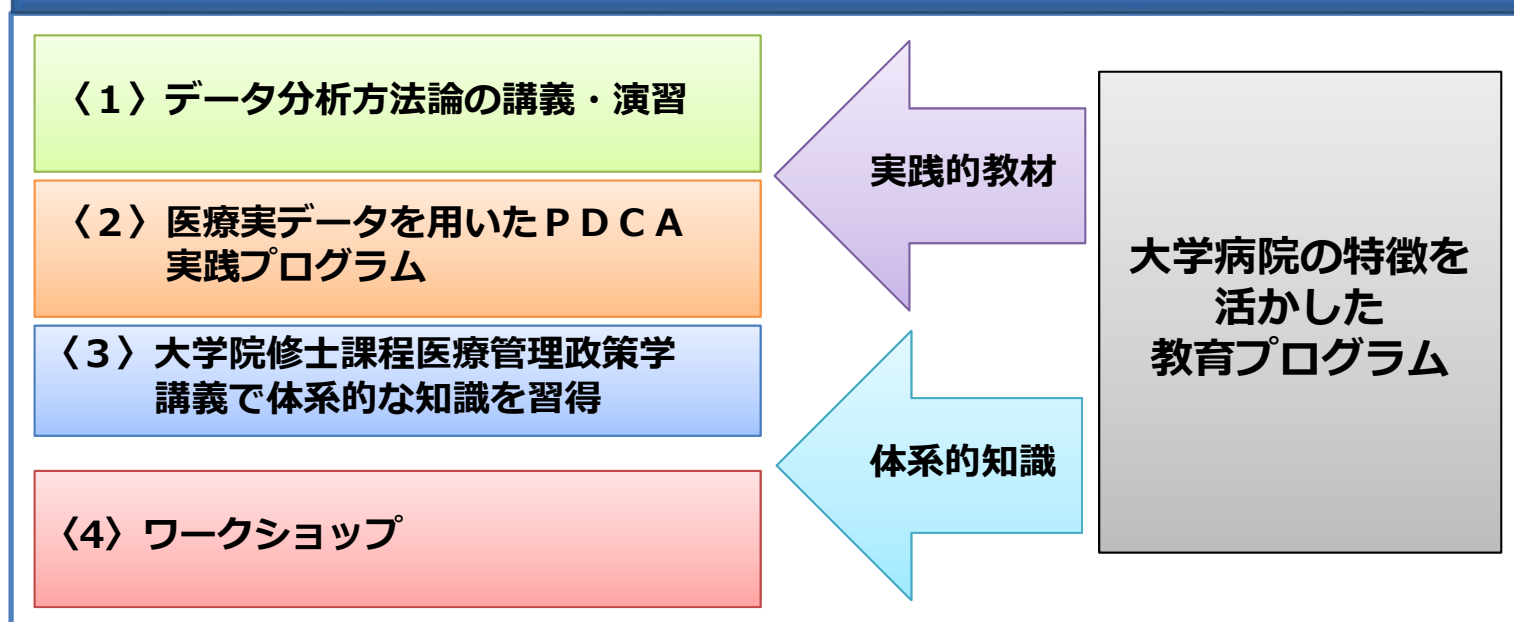 〈１〉データ分析方法論の講義・演習
〈２〉医療実データを用いたＰＤＣＡ
実践プログラム
〈３〉大学院修士課程医療管理政策学
講義で体系的な知識を習得
〈4〉ワークショップ
実践的教材
体系的知識
大学病院の特徴を
活かした
教育プログラム